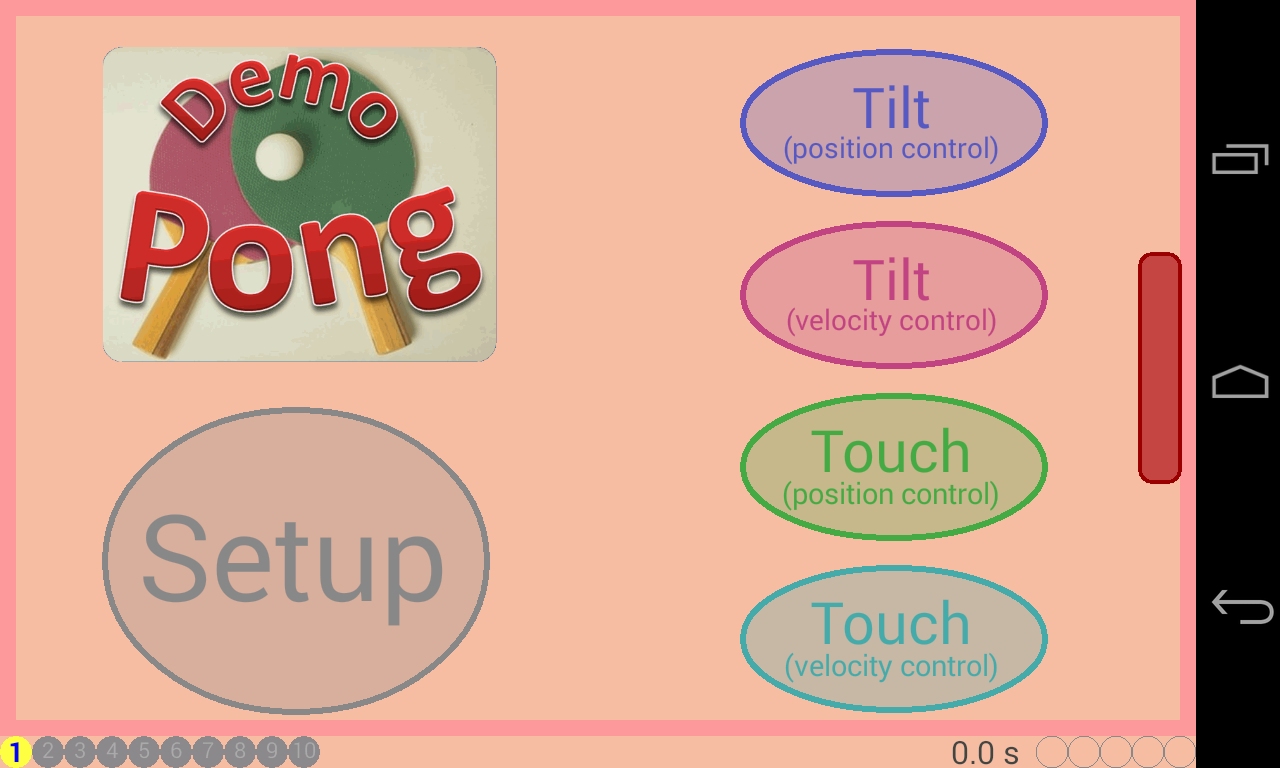 Demo
Pong
Setup
Tilt
(position control)
Tilt
(velocity control)
Touch
(position control)
Touch
(velocity control)
1 2 3 4 5 6 7 8 9 10
0.0 s